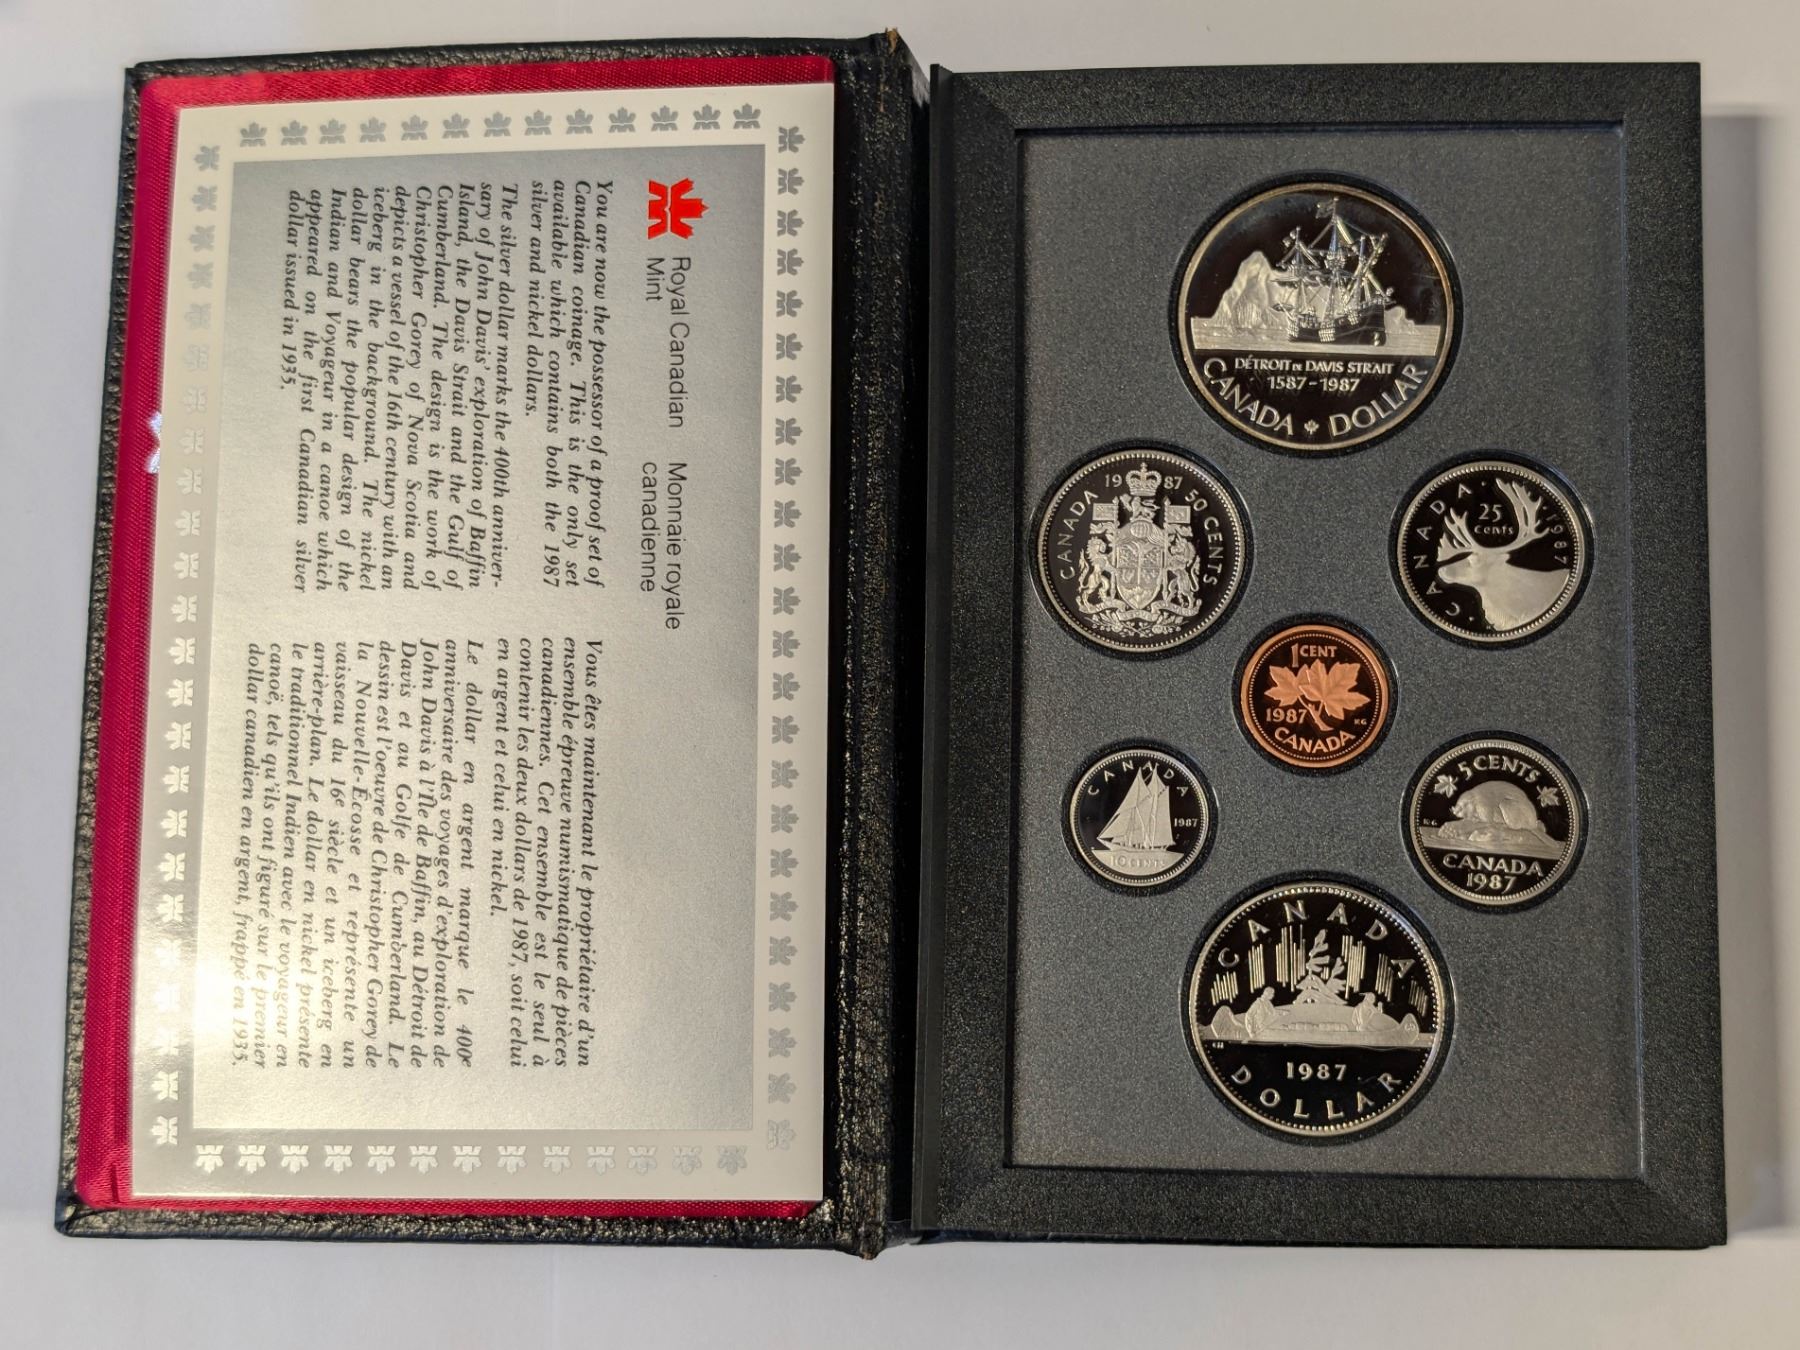 Royal Canadian
Mint
Monnaie royale
canadienne
You are now the possessor of a proof set of
Canadian coinage. This is the only set
available which contains both the 1987
silver and nickel dollars.
The silver dollar marks the 400th anniver-
sary of John Davis' exploration of Baffin
Island, the Davis Strait and the Gulf of
Cumberland. The design is the work of
Christopher Gorey of Nova Scotia and
depicts a vessel of the 16th century with an
iceberg in the background. The nickel
dollar bears the popular design of the
Indian and Voyageur in a canoe which
appeared on the first Canadian silver
dollar issued in 1935.
Vous êtes maintenant le propriétaire d'un
ensemble épreuve numismatique de pièces
canadiennes. Cet ensemble est le seul à
contenir les deux dollars de 1987, soit celui
en argent et celui en nickel.
Le dollar en argent marque le 400e
anniversaire des voyages d'exploration de
John Davis à l'Île de Baffin, au Détroit de
Davis et au Golfe de Cumberland. Le
dessin est l'oeuvre de Christopher Gorey de
la Nouvelle-Écosse et représente un
vaisseau du 16e siècle et un iceberg en
arrière-plan. Le dollar en nickel présente
le traditionnel Indien avec le voyageur en
canoë, tels qu'ils ont figuré sur le premier
dollar canadien en argent, frappé en 1935.
DÉTROIT DE DAVIS STRAIT
1587-1987
CANADA DOLLAR
CANADA 1987 50 CENTS
CANADA 1987
25
Cents
1 CENT
1987
KG
CANADA
CANADA
1987
10 CENTS
5 CENTS
KG
CANADA
1987
CANADA
1987
DOLLAR